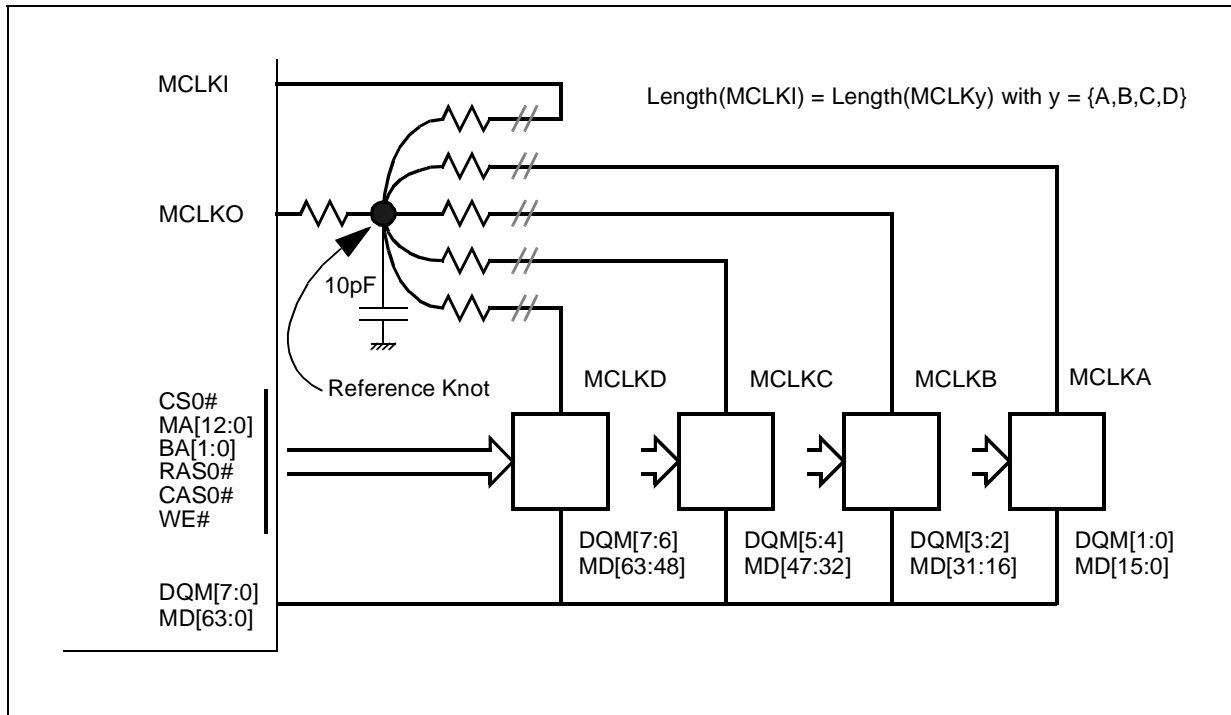 MCLKI
Length(MCLKI) = Length(MCLKy) with y = {A,B,C,D}
MCLKO
10pF
Reference Knot
MCLKD
MCLKC
MCLKB
MCLKA
CS0#
MA[12:0]
BA[1:0]
RAS0#
CAS0#
WE#
DQM[7:6]
MD[63:48]
DQM[5:4]
MD[47:32]
DQM[3:2]
MD[31:16]
DQM[1:0]
MD[15:0]
DQM[7:0]
MD[63:0]